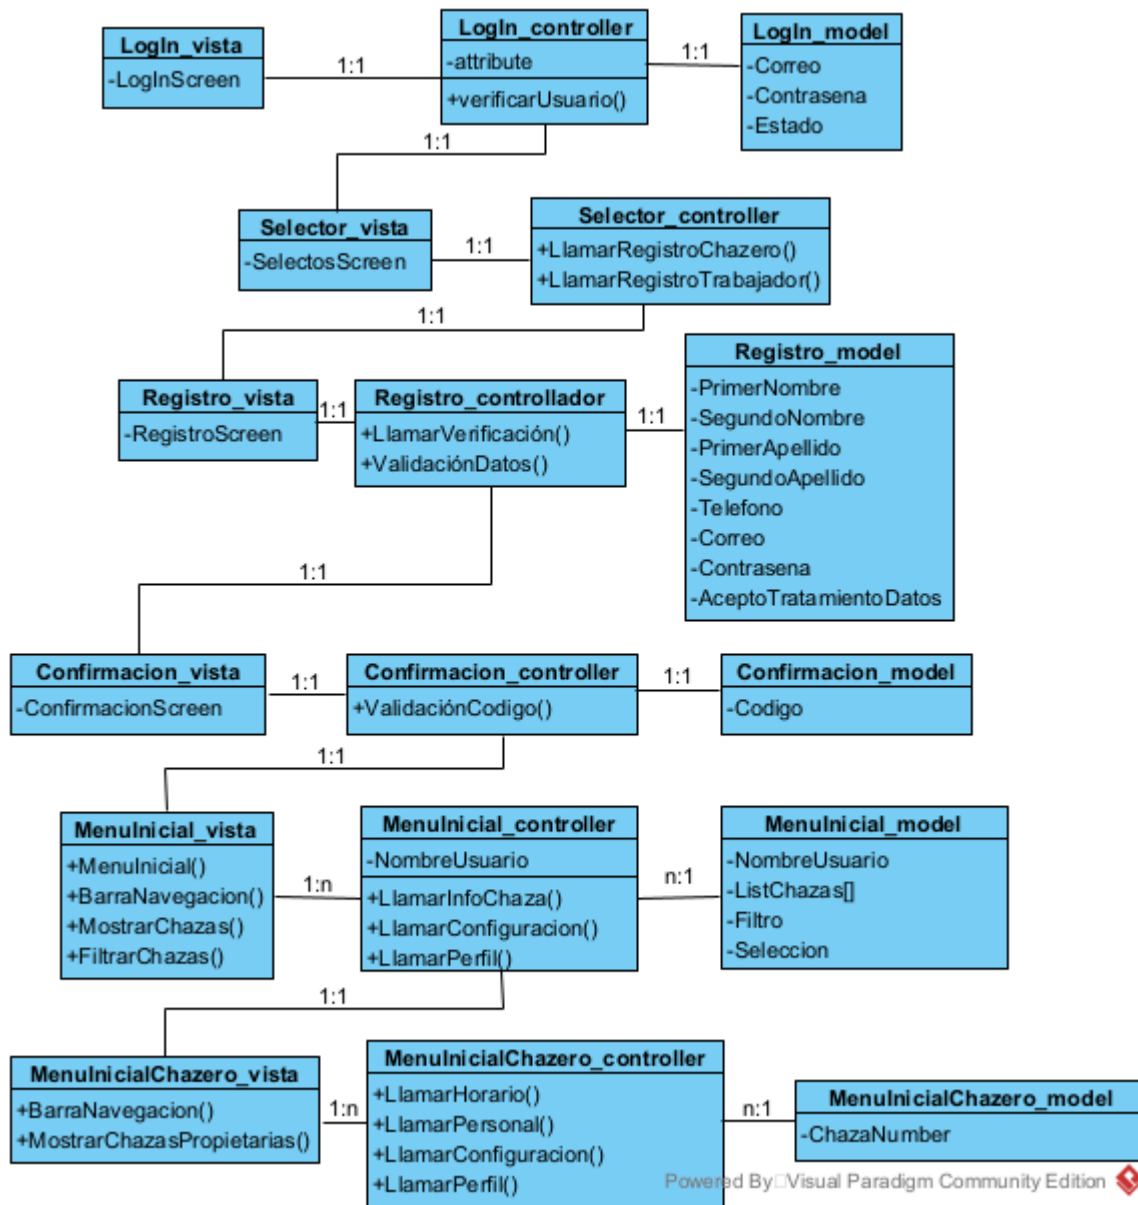 LogIn_vista
-LogInScreen
1:1
LogIn_controller
-attribute
+verificarUsuario()
1:1
LogIn_model
-Correo
-Contrasena
-Estado
1:1
Selector_vista
-SelectosScreen
1:1
Selector_controller
+LlamarRegistroChazero()
+LlamarRegistroTrabajador()
1:1
Registro_vista
-RegistroScreen
1:1
Registro_controllador
+LlamarVerificación()
+ValidaciónDatos()
1:1
Registro_model
-PrimerNombre
-SegundoNombre
-PrimerApellido
-SegundoApellido
-Telefono
-Correo
-Contrasena
-AceptoTratamientoDatos
1:1
Confirmacion_vista
-ConfirmacionScreen
1:1
Confirmacion_controller
+ValidaciónCodigo()
1:1
Confirmacion_model
-Codigo
1:1
MenuInicial_vista
+MenuInicial()
+BarraNavegacion()
+MostrarChazas()
+FiltrarChazas()
1:n
MenuInicial_controller
-NombreUsuario
+LlamarInfoChaza()
+LlamarConfiguracion()
+LlamarPerfil()
n:1
MenuInicial_model
-NombreUsuario
-ListChazas[]
-Filtro
-Seleccion
1:1
MenuInicialChazero_vista
+BarraNavegacion()
+MostrarChazasPropietarias()
1:n
MenuInicialChazero_controller
+LlamarHorario()
+LlamarPersonal()
+LlamarConfiguracion()
+LlamarPerfil()
n:1
MenuInicialChazero_model
-ChazaNumber
Powered By Visual Paradigm Community Edition